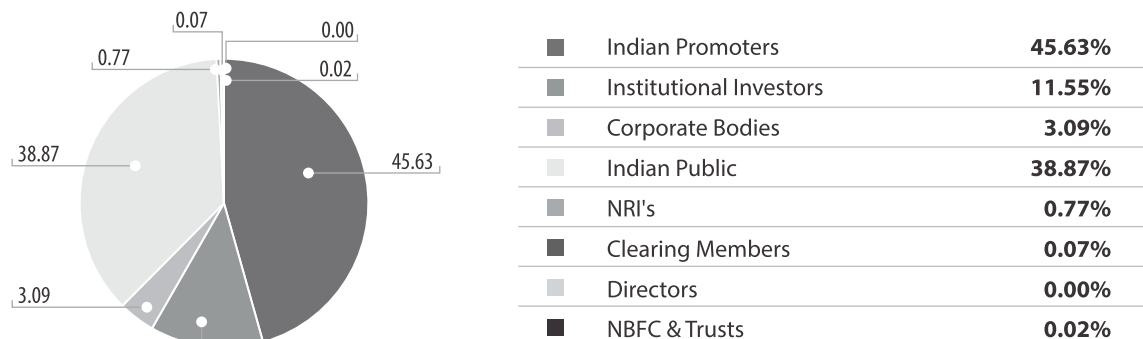 0.07
0.00
0.77
0.02
38.87
45.63
3.09
Indian Promoters 45.63%
Institutional Investors 11.55%
Corporate Bodies 3.09%
Indian Public 38.87%
NRI's 0.77%
Clearing Members 0.07%
Directors 0.00%
NBFC & Trusts 0.02%